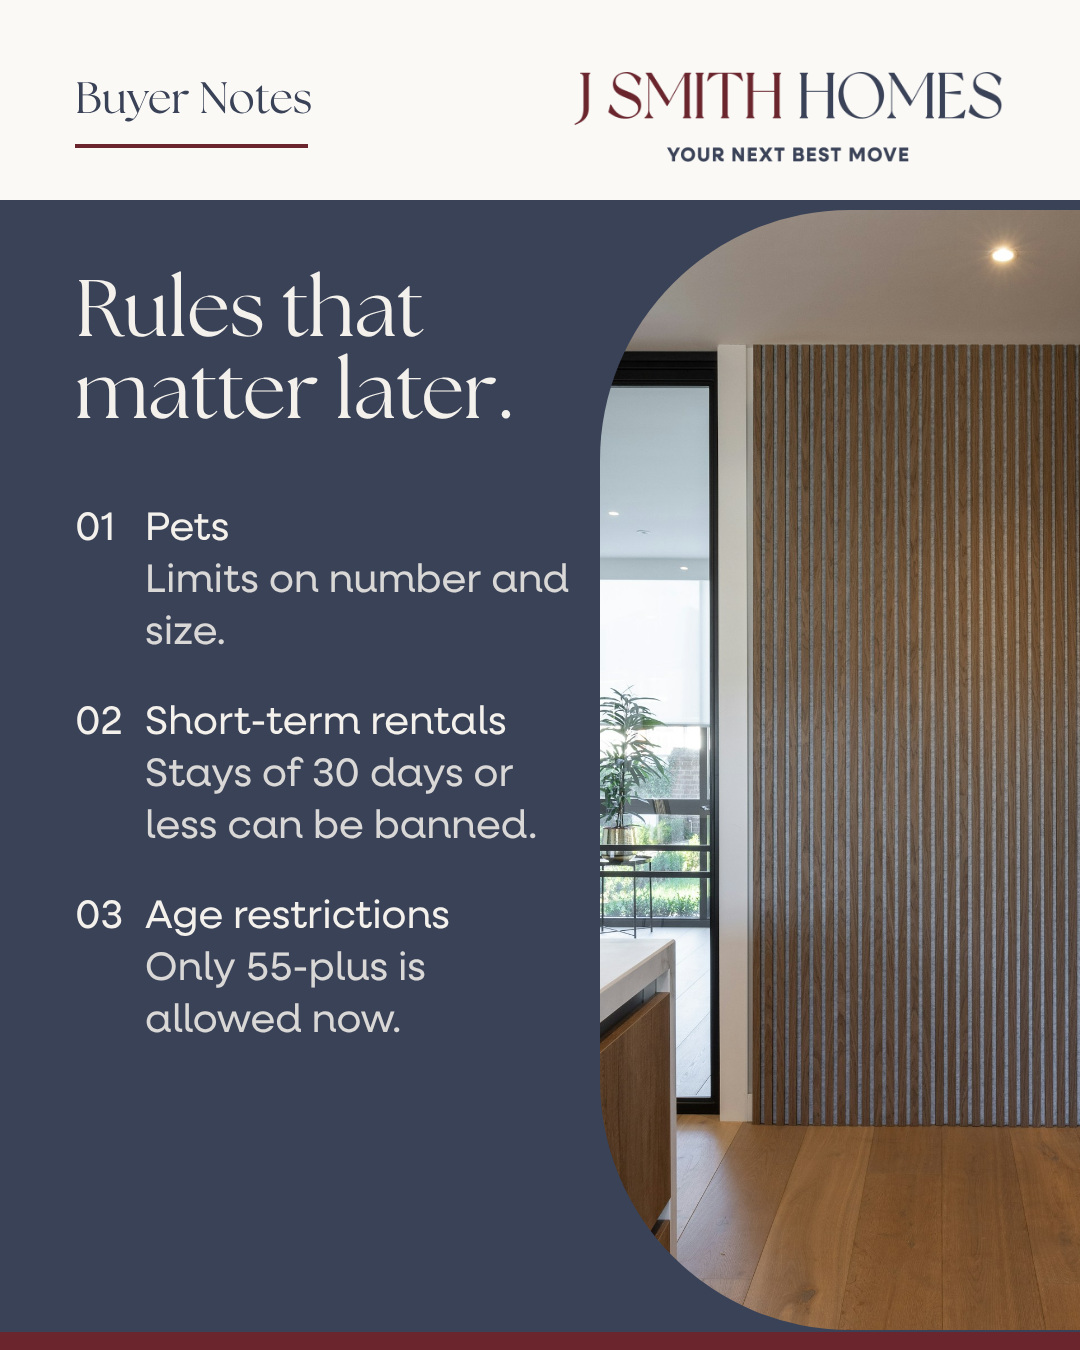 Buyer Notes
J SMITH HOMES
YOUR NEXT BEST MOVE
Rules that
matter later.
01 Pets
Limits on number and
size.
02 Short-term rentals
Stays of 30 days or
less can be banned.
03 Age restrictions
Only 55-plus is
allowed now.